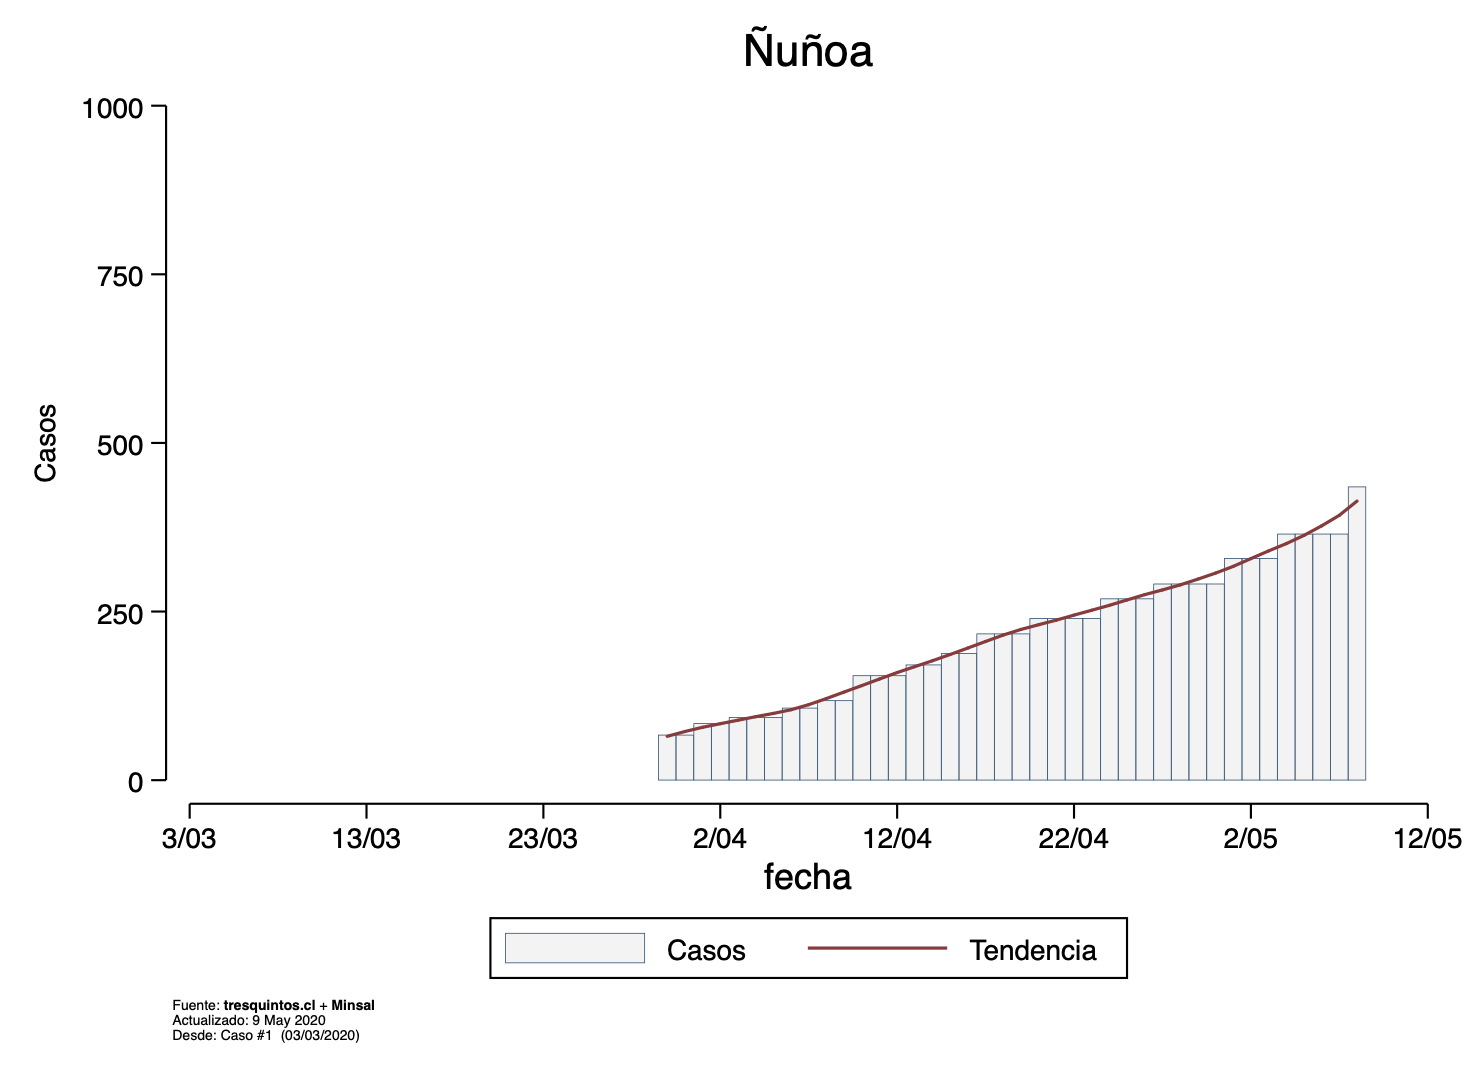 Ñuñoa
1000
750
500
250
0
Casos
3/03 13/03 23/03 2/04 12/04 22/04 2/05 12/05
fecha
Casos Tendencia
Fuente: tresquintos.cl + Minsal
Actualizado: 9 May 2020
Desde: Caso #1 (03/03/2020)